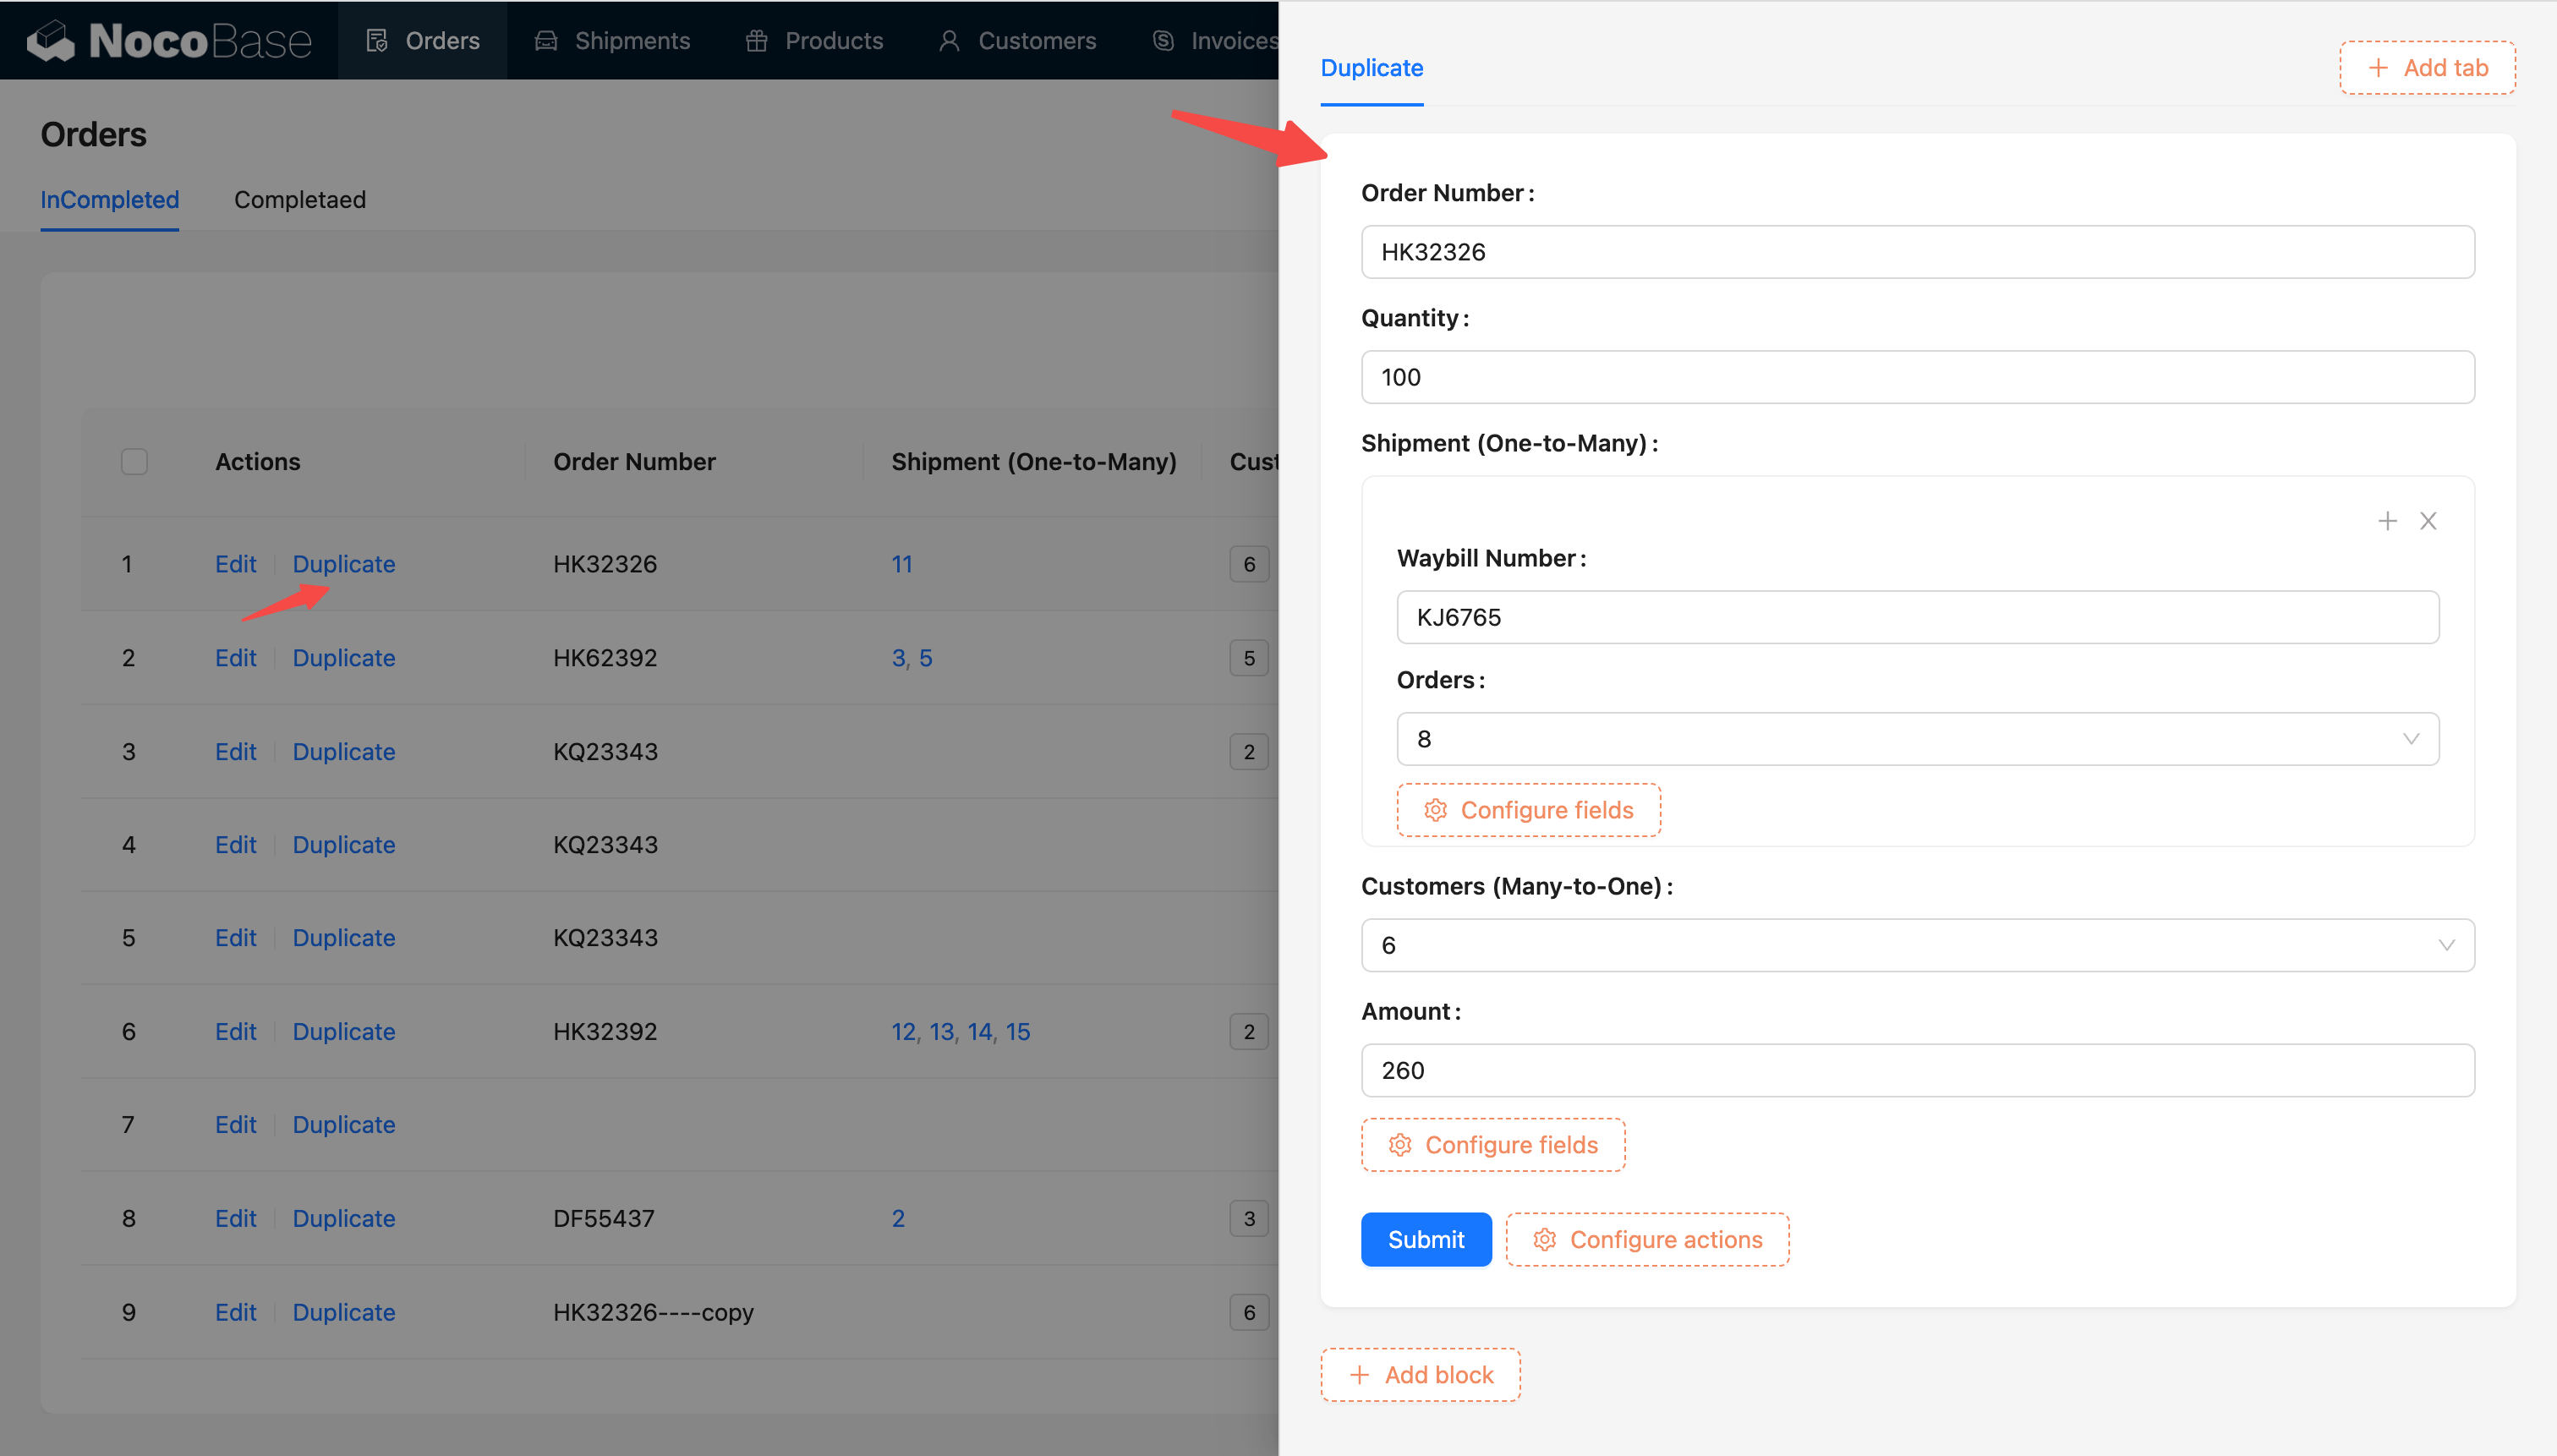 NocoBase Orders Shipments Products Customers Invoices
Orders
InCompleted Completaed
Actions Order Number Shipment (One-to-Many)
1 Edit Duplicate HK32326 11 6
2 Edit Duplicate HK62392 3, 5 5
3 Edit Duplicate KQ23343 2
4 Edit Duplicate KQ23343
5 Edit Duplicate KQ23343
6 Edit Duplicate HK32392 12, 13, 14, 15 2
7 Edit Duplicate
8 Edit Duplicate DF55437 2 3
9 Edit Duplicate HK32326----copy 6
Duplicate
Add tab
Order Number:
HK32326
Quantity:
100
Shipment (One-to-Many):
Waybill Number:
KJ6765
Orders:
8
Configure fields
Customers (Many-to-One):
6
Amount:
260
Configure fields
Submit Configure actions
Add block